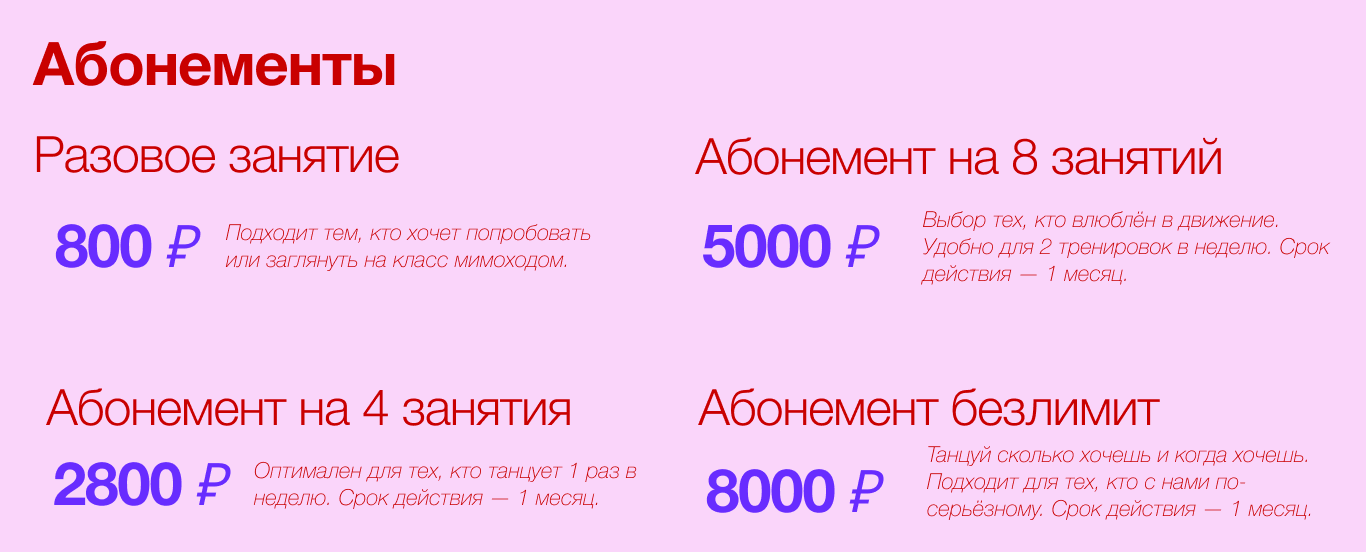 Абонементы
Разовое занятие
800 ₽
Подходит тем, кто хочет попробовать
или заглянуть на класс мимоходом.
Абонемент на 8 занятий
5000 ₽
Выбор тех, кто влюблён в движение.
Удобно для 2 тренировок в неделю. Срок
действия — 1 месяц.
Абонемент на 4 занятия
2800 ₽
Оптимален для тех, кто танцует 1 раз в
неделю. Срок действия — 1 месяц.
Абонемент безлимит
8000 ₽
Танцуй сколько хочешь и когда хочешь.
Подходит для тех, кто с нами по-
серьёзному. Срок действия — 1 месяц.